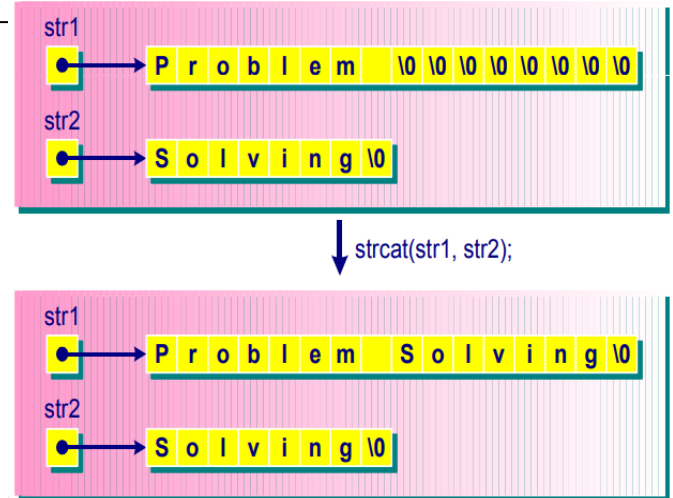 str1
P r o b l e m \0 \0 \0 \0 \0 \0 \0 \0
str2
S o l v i n g \0
strcat(str1, str2);
str1
P r o b l e m S o l v i n g \0
str2
S o l v i n g \0